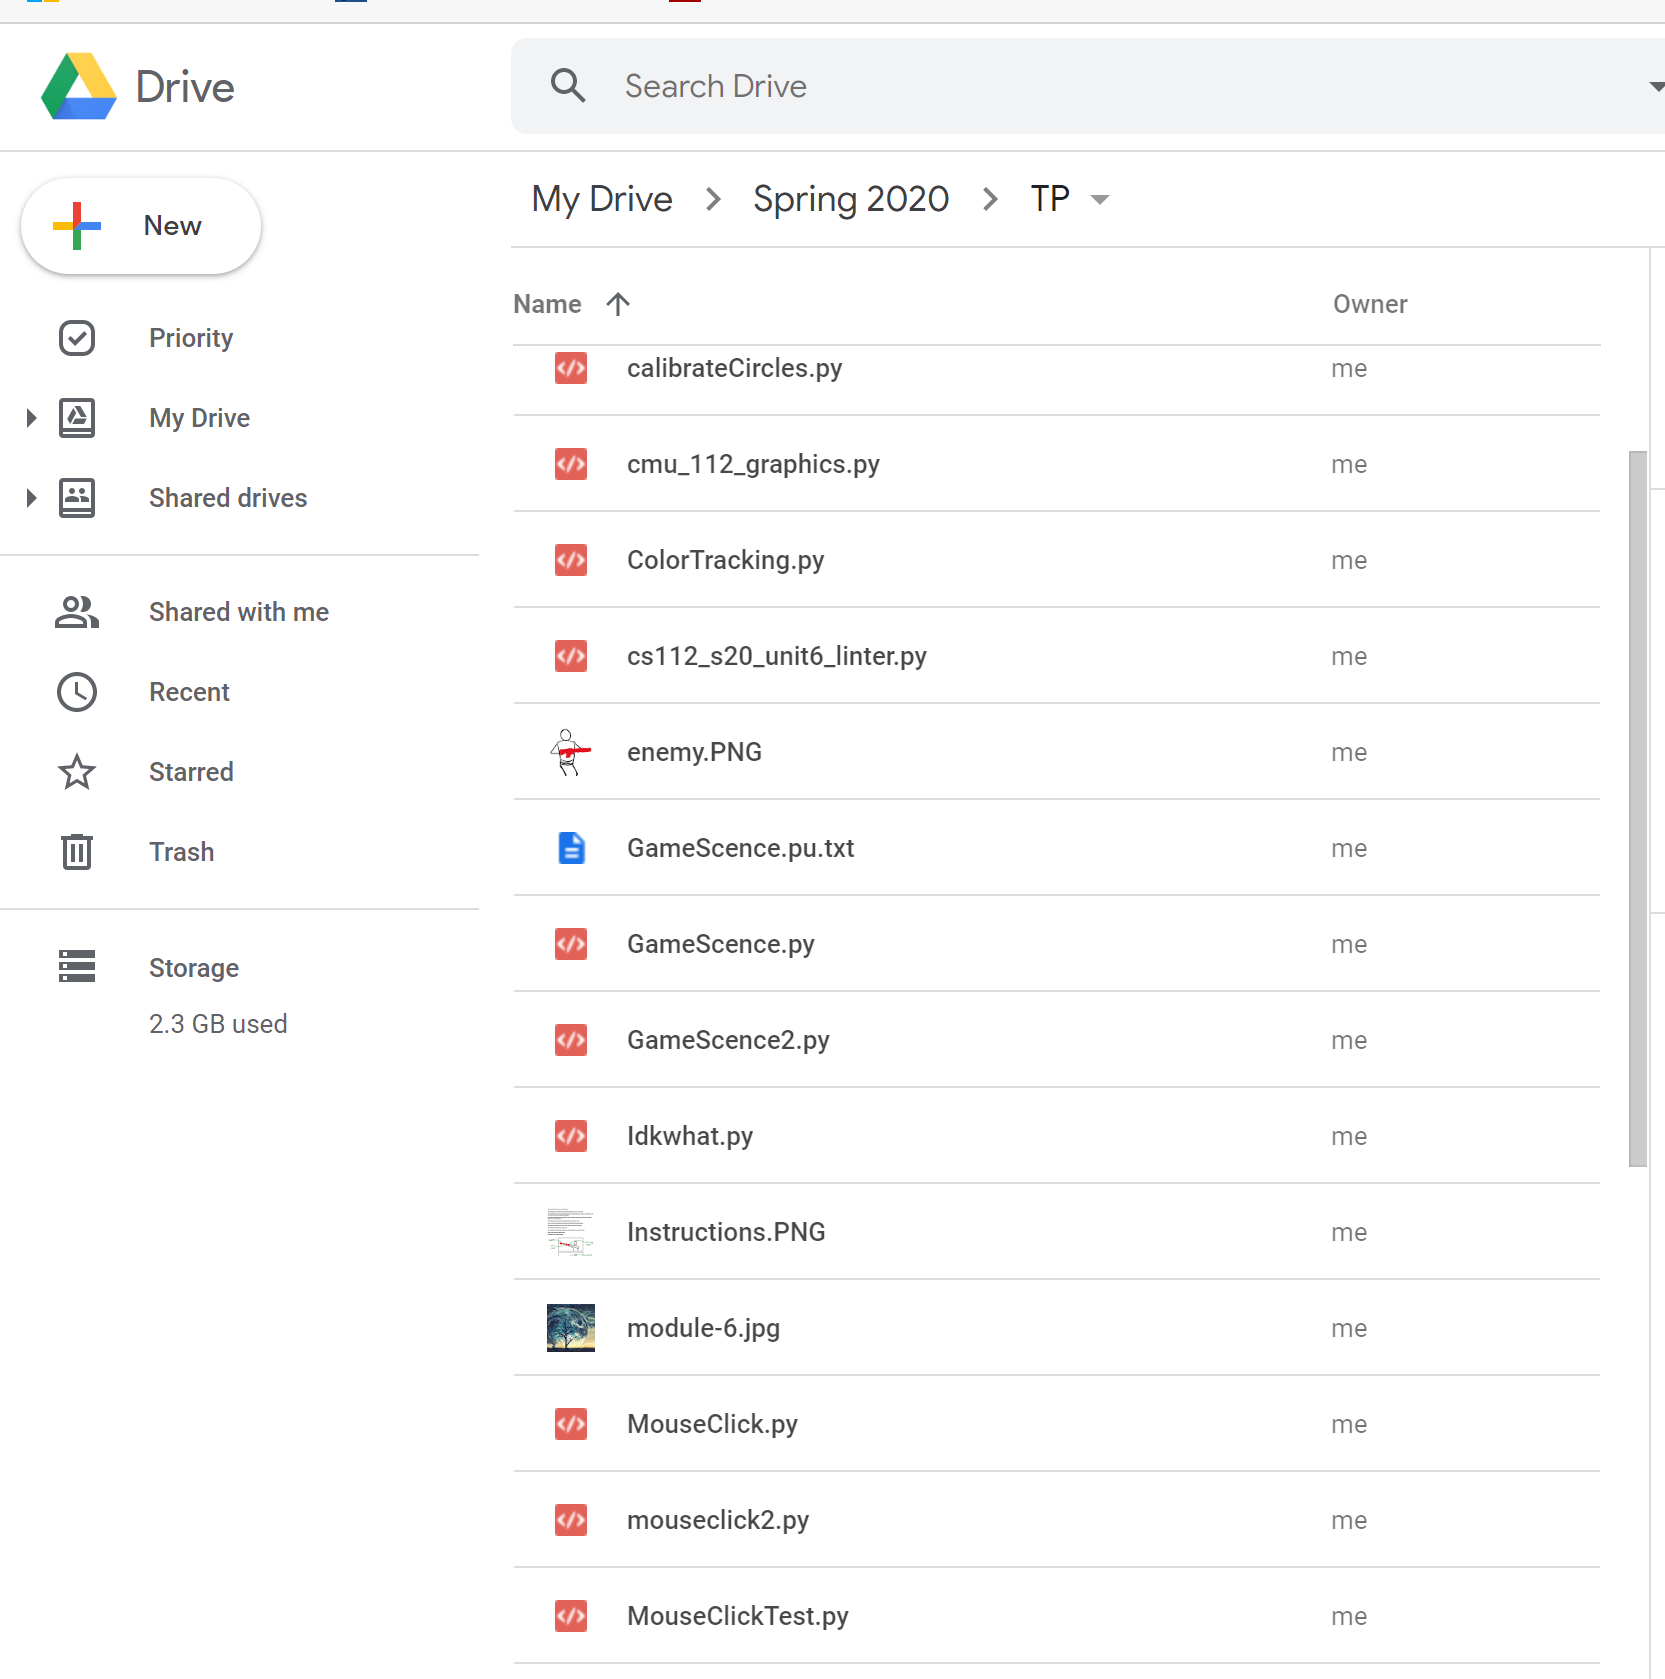 Drive
Search Drive
New
My Drive
Spring 2020
TP
Priority
My Drive
Shared drives
Shared with me
Recent
Starred
Trash
Storage
2.3 GB used
Name
Owner
calibrateCircles.py me
cmu_112_graphics.py me
ColorTracking.py me
cs112_s20_unit6_linter.py me
enemy.PNG me
GameScence.pu.txt me
GameScence.py me
GameScence2.py me
Idkwhat.py me
Instructions.PNG me
module-6.jpg me
MouseClick.py me
mouseclick2.py me
MouseClickTest.py me